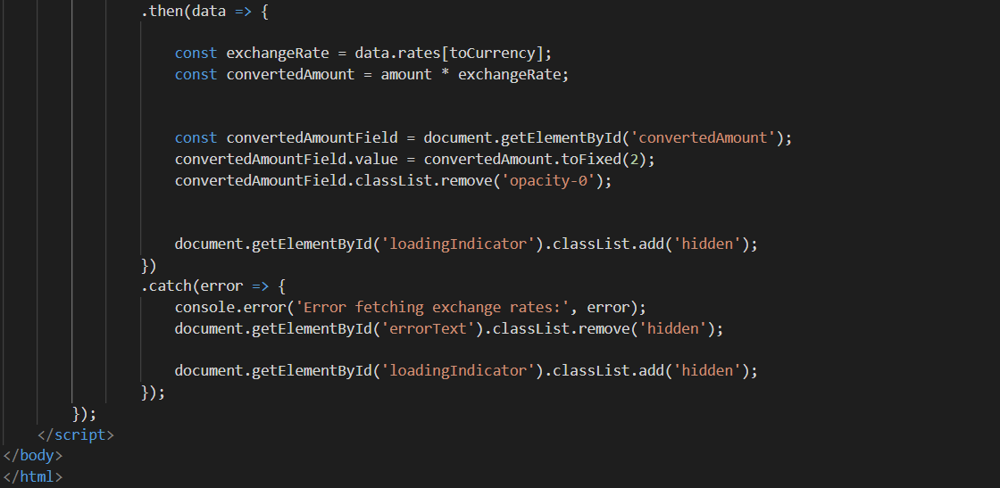 .then(data => {
const exchangeRate = data.rates[toCurrency];
const convertedAmount = amount * exchangeRate;
const convertedAmountField = document.getElementById('convertedAmount');
convertedAmountField.value = convertedAmount.toFixed(2);
convertedAmountField.classList.remove('opacity-0');
document.getElementById('loadingIndicator').classList.add('hidden');
})
.catch(error => {
console.error('Error fetching exchange rates:', error);
document.getElementById('errorText').classList.remove('hidden');
document.getElementById('loadingIndicator').classList.add('hidden');
});
});
</script>
</body>
</html>